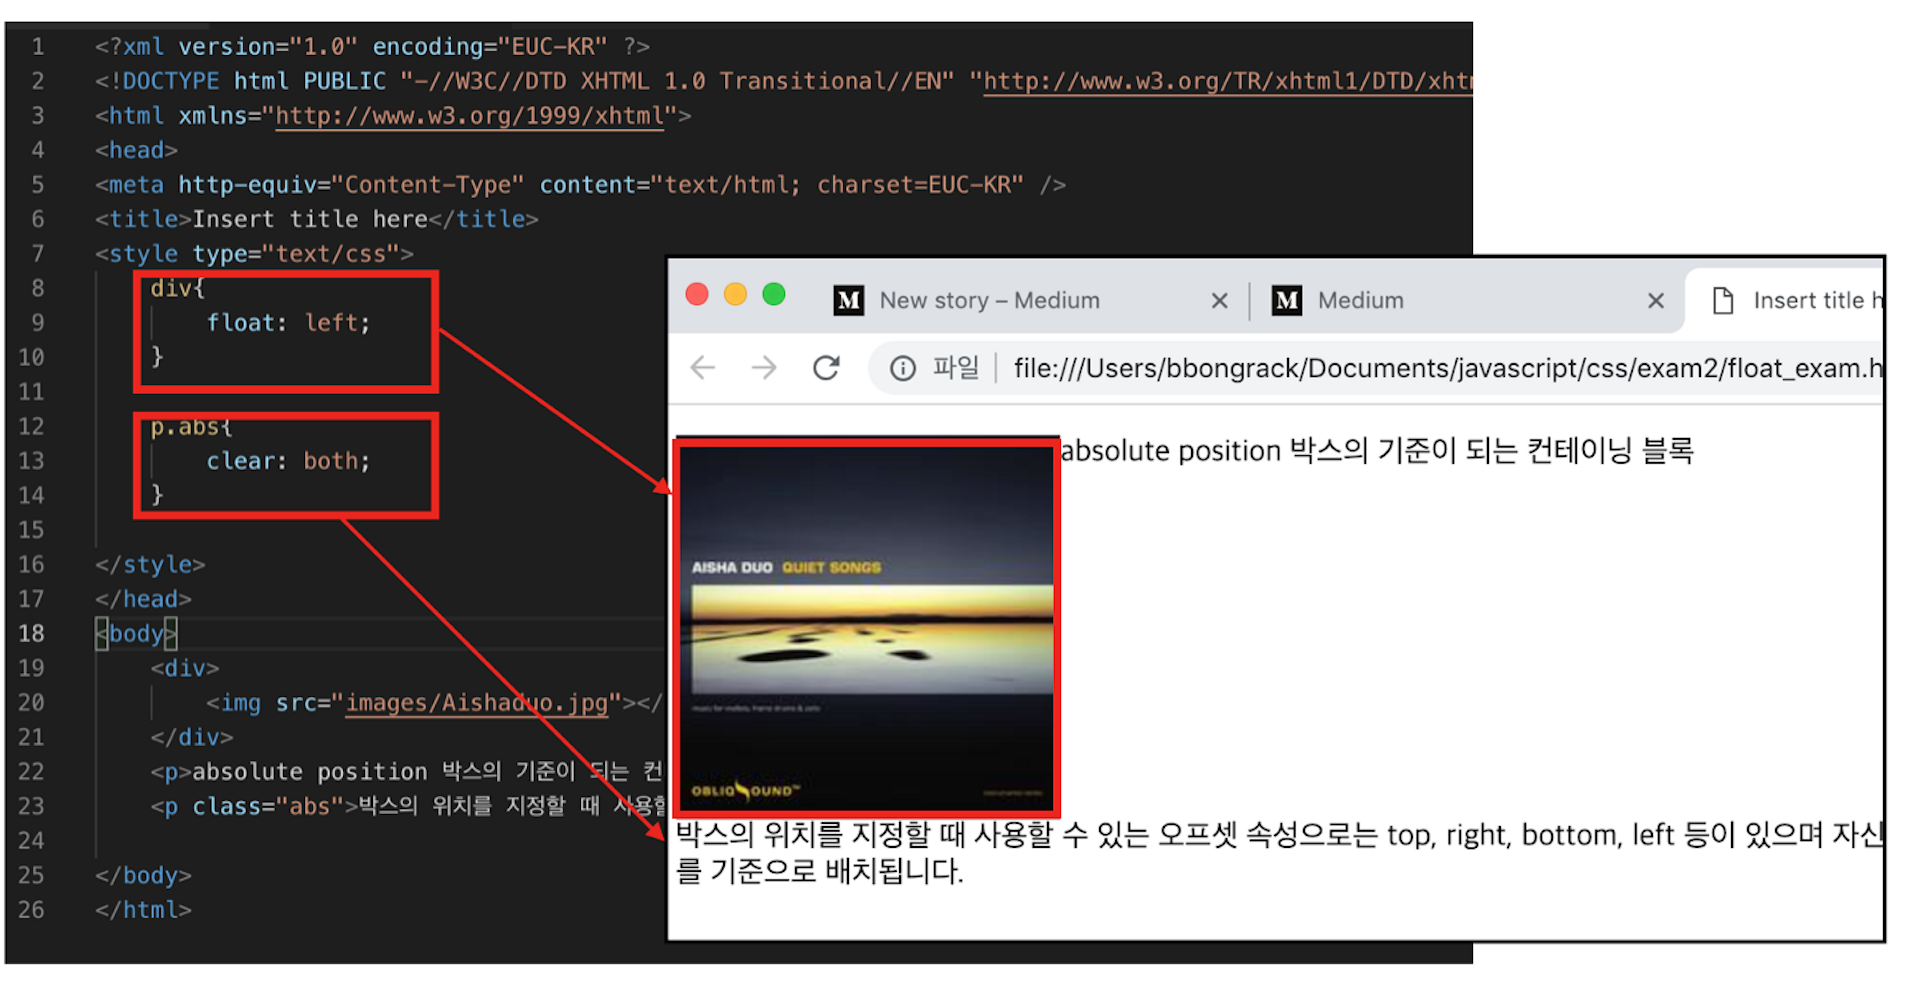 1 <?xml version="1.0" encoding="EUC-KR" ?>
2 <!DOCTYPE html PUBLIC "-//W3C//DTD XHTML 1.0 Transitional//EN" "http://www.w3.org/TR/xhtml1/DTD/xht
3 <html xmlns="http://www.w3.org/1999/xhtml">
4 <head>
5 <meta http-equiv="Content-Type" content="text/html; charset=EUC-KR" />
6 <title>Insert title here</title>
7 <style type="text/css">
8 div{
9 float: left;
10 }
11
12 p.abs{
13 clear: both;
14 }
15
16 </style>
17 </head>
18 <body>
19 <div>
20 <img src="images/Aishaduo.jpg"></
21 </div>
22 <p>absolute position 박스의 기준이 되는 컨
23 <p class="abs">박스의 위치를 지정할 때 사용할
24
25 </body>
26 </html>
M New story – Medium
M Medium
Insert title h
파일 file:///Users/bbongrack/Documents/javascript/css/exam2/float_exam.h
absolute position 박스의 기준이 되는 컨테이닝 블록
AISHA DUO QUIET SONGS
OBLIQSOUND™
박스의 위치를 지정할 때 사용할 수 있는 오프셋 속성으로는 top, right, bottom, left 등이 있으며 자신
를 기준으로 배치됩니다.